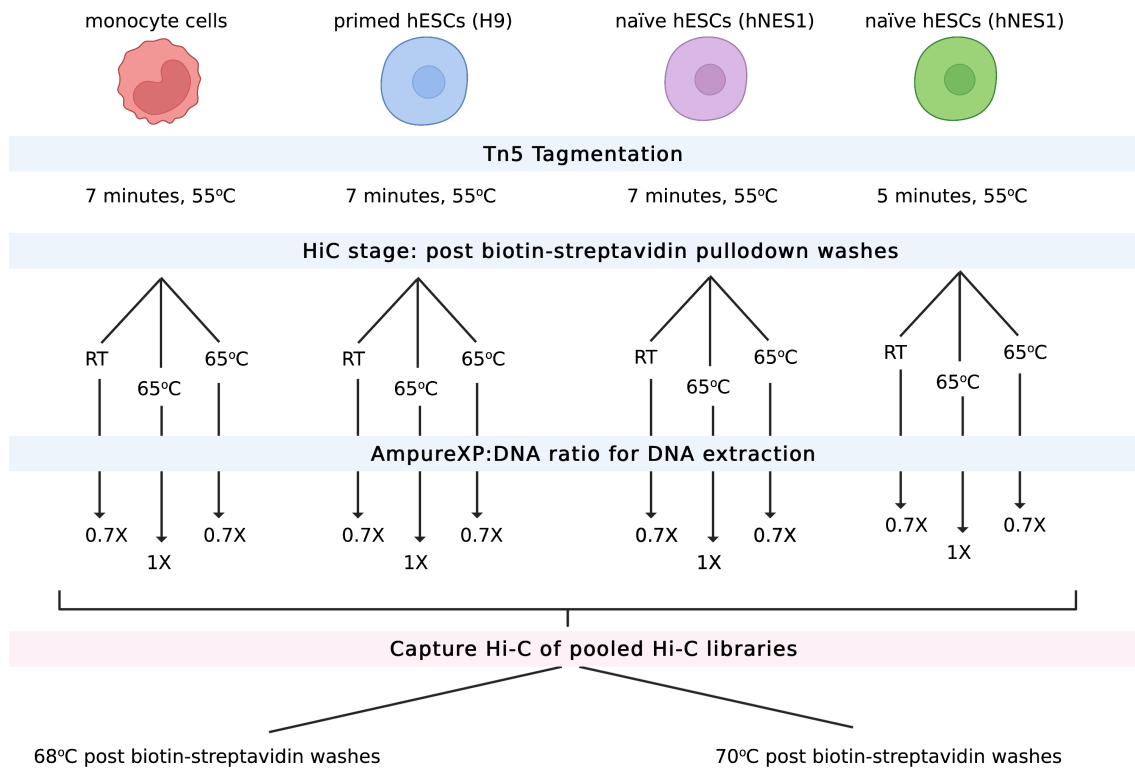 monocyte cells primed hESCs (H9) naïve hESCs (hNES1) naïve hESCs (hNES1)
Tn5 Tagmentation
7 minutes, 55ºC 7 minutes, 55ºC 7 minutes, 55ºC 5 minutes, 55ºC
HiC stage: post biotin-streptavidin pullodown washes
RT 65ºC RT 65ºC RT 65ºC RT 65ºC
65ºC 65ºC 65ºC 65ºC
AmpureXP:DNA ratio for DNA extraction
0.7X 0.7X 0.7X 0.7X 0.7X 0.7X 0.7X 0.7X
1X 1X 1X 1X
Capture Hi-C of pooled Hi-C libraries
68ºC post biotin-streptavidin washes 70ºC post biotin-streptavidin washes